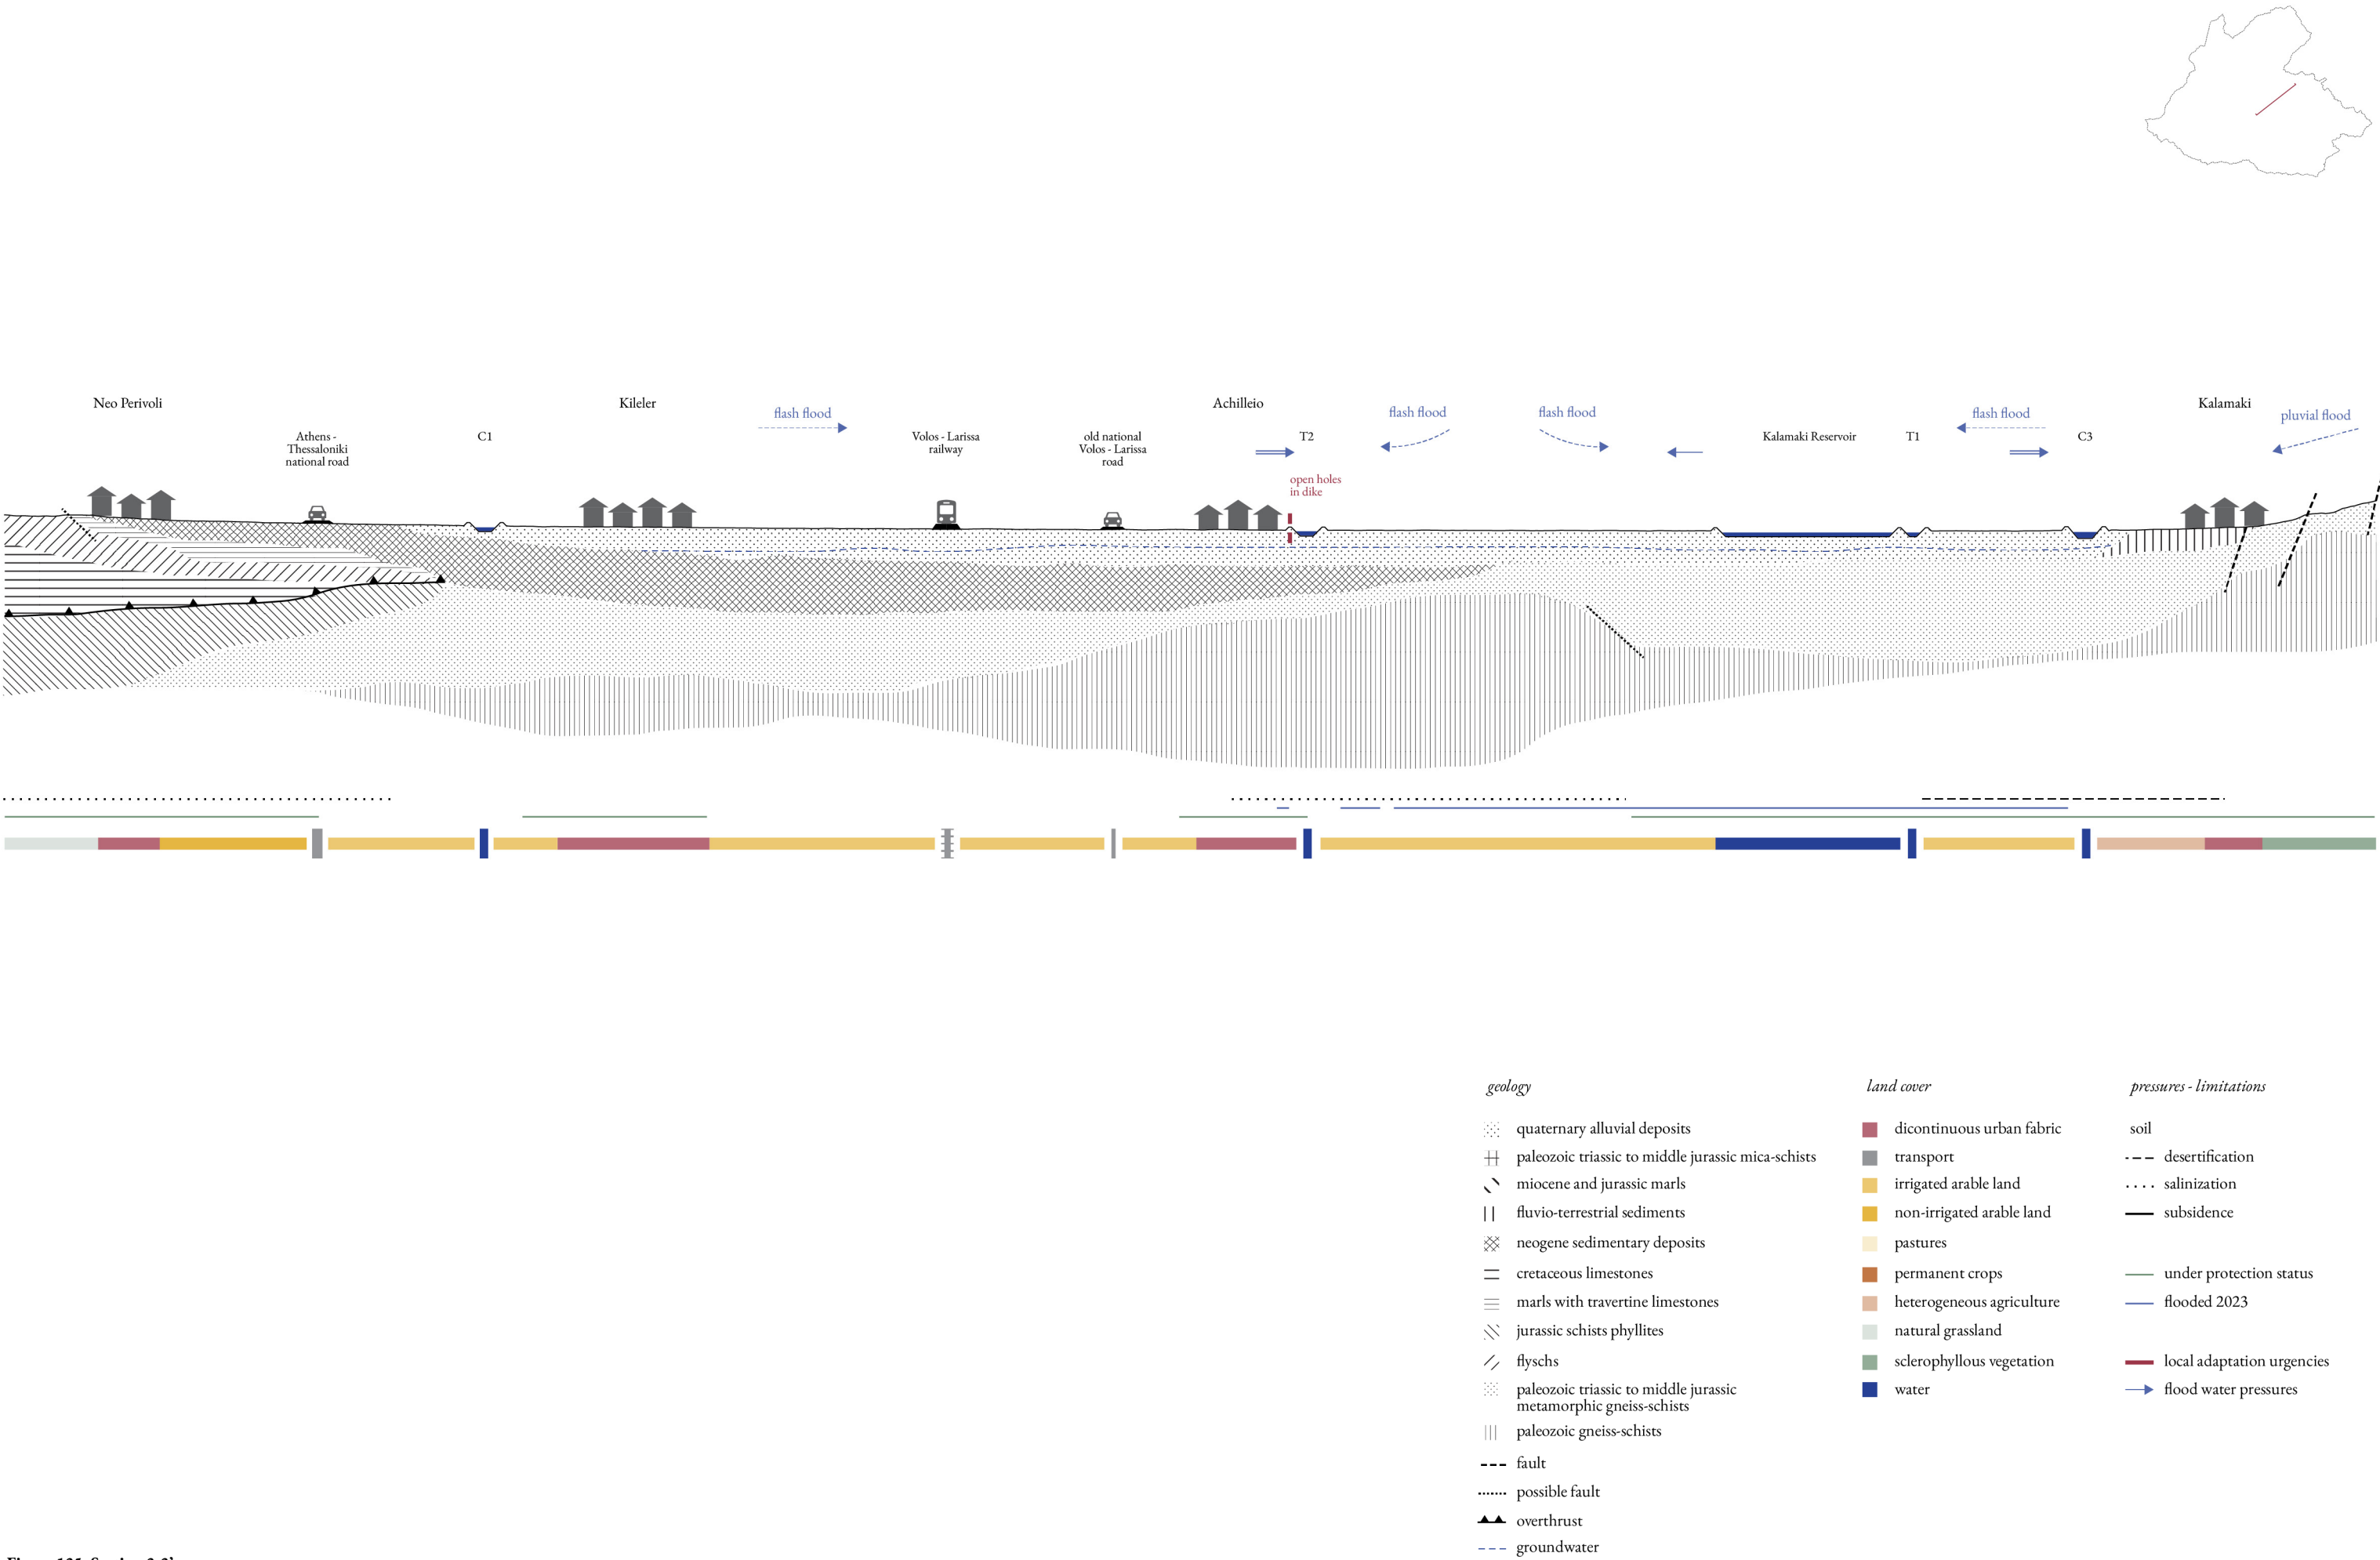 Neo Perivoli
Athens -
Thessaloniki
national road
C1
Kileler
flash flood
Volos - Larissa
railway
old national
Volos - Larissa
road
Achilleio
T2
open holes
in dike
flash flood
flash flood
Kalamaki Reservoir
T1
flash flood
C3
Kalamaki
pluvial flood
geology
quaternary alluvial deposits
paleozoic triassic to middle jurassic mica-schists
miocene and jurassic marls
fluvio-terrestrial sediments
neogene sedimentary deposits
cretaceous limestones
marls with travertine limestones
jurassic schists phyllites
flyschs
paleozoic triassic to middle jurassic
metamorphic gneiss-schists
paleozoic gneiss-schists
fault
possible fault
overthrust
groundwater
land cover
dicontinuous urban fabric
transport
irrigated arable land
non-irrigated arable land
pastures
permanent crops
heterogeneous agriculture
natural grassland
sclerophyllous vegetation
water
pressures - limitations
soil
desertification
salinization
subsidence
under protection status
flooded 2023
local adaptation urgencies
flood water pressures